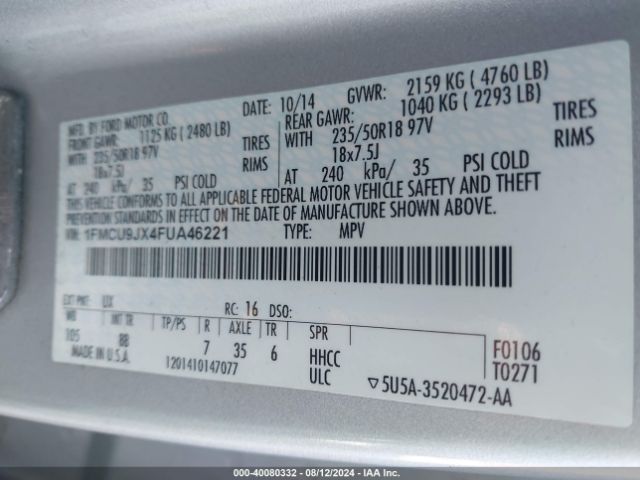 MFD. BY FORD MOTOR CO. DATE: 10/14 GVWR: 2159 KG ( 4760 LB)
FRONT GAWR: 1125 KG ( 2480 LB) REAR GAWR: 1040 KG ( 2293 LB)
WITH 235/50R18 97V TIRES WITH 235/50R18 97V TIRES
18x7.5J RIMS 18x7.5J RIMS
AT 240 kPa/ 35 PSI COLD AT 240 kPa/ 35 PSI COLD
THIS VEHICLE CONFORMS TO ALL APPLICABLE FEDERAL MOTOR VEHICLE SAFETY AND THEFT
PREVENTION STANDARDS IN EFFECT ON THE DATE OF MANUFACTURE SHOWN ABOVE.
VIN: 1FMCU9JX4FUA46221 TYPE: MPV
EXT PNT: UX RC: 16 DSO:
WB INT TR TP/PS R AXLE TR SPR
105 88 7 35 6 HHCC
MADE IN U.S.A. 1201410147077 ULC
F0106
T0271
▽5U5A-3520472-AA
000-40080332 - 08/12/2024 - IAA Inc.